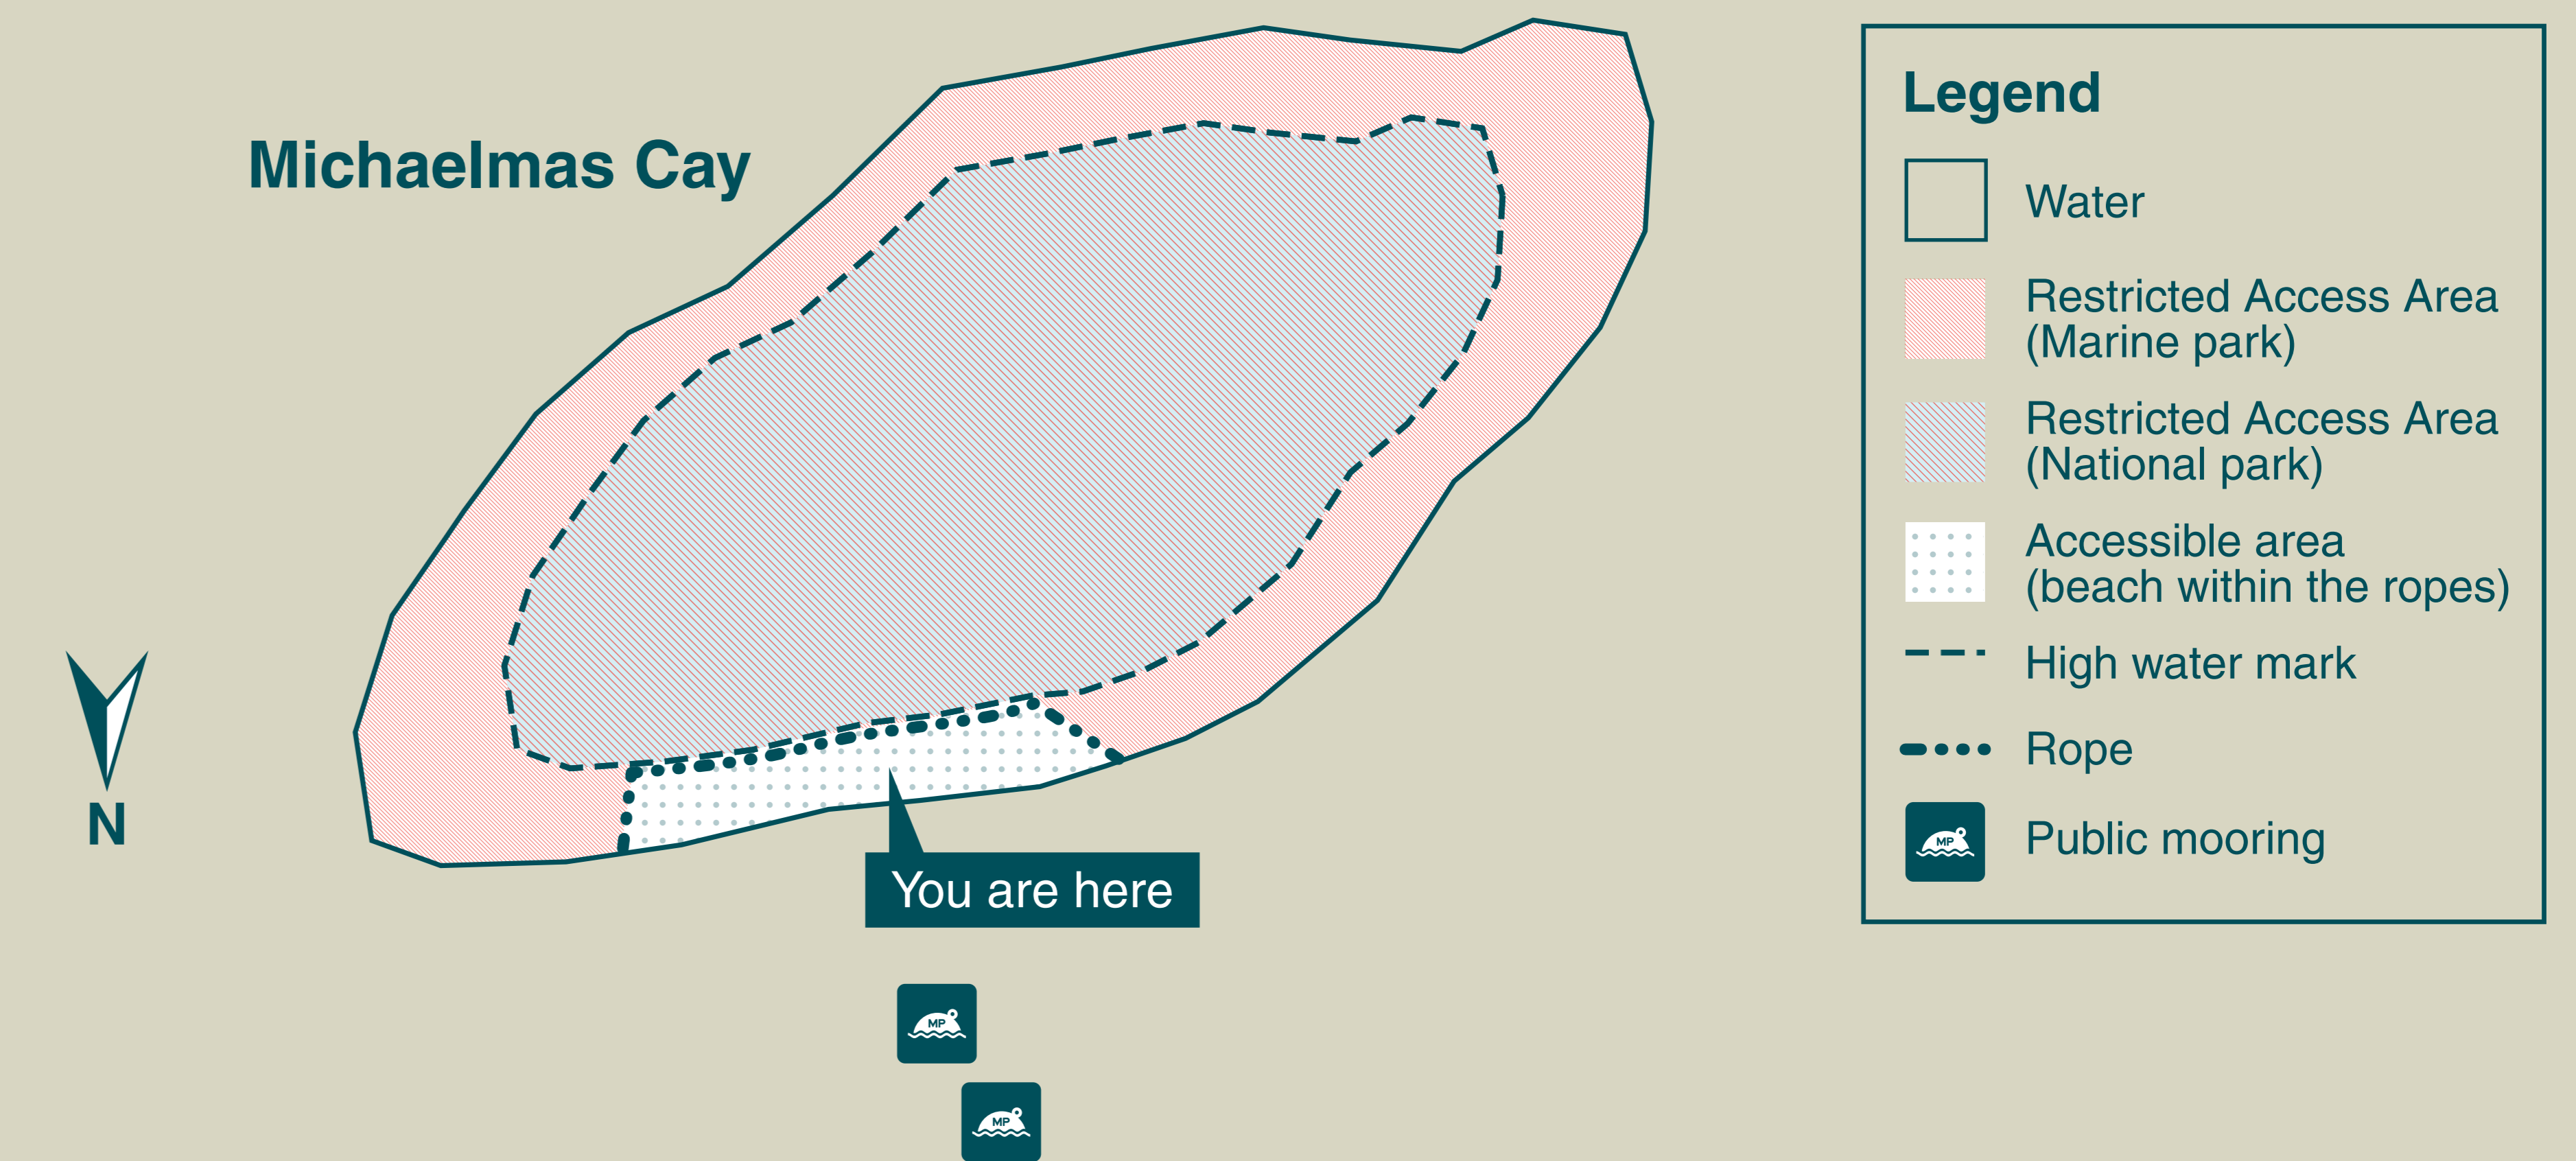 Michaelmas Cay
N
You are here
MP
MP
Legend
Water
Restricted Access Area
(Marine park)
Restricted Access Area
(National park)
Accessible area
(beach within the ropes)
High water mark
Rope
MP
Public mooring